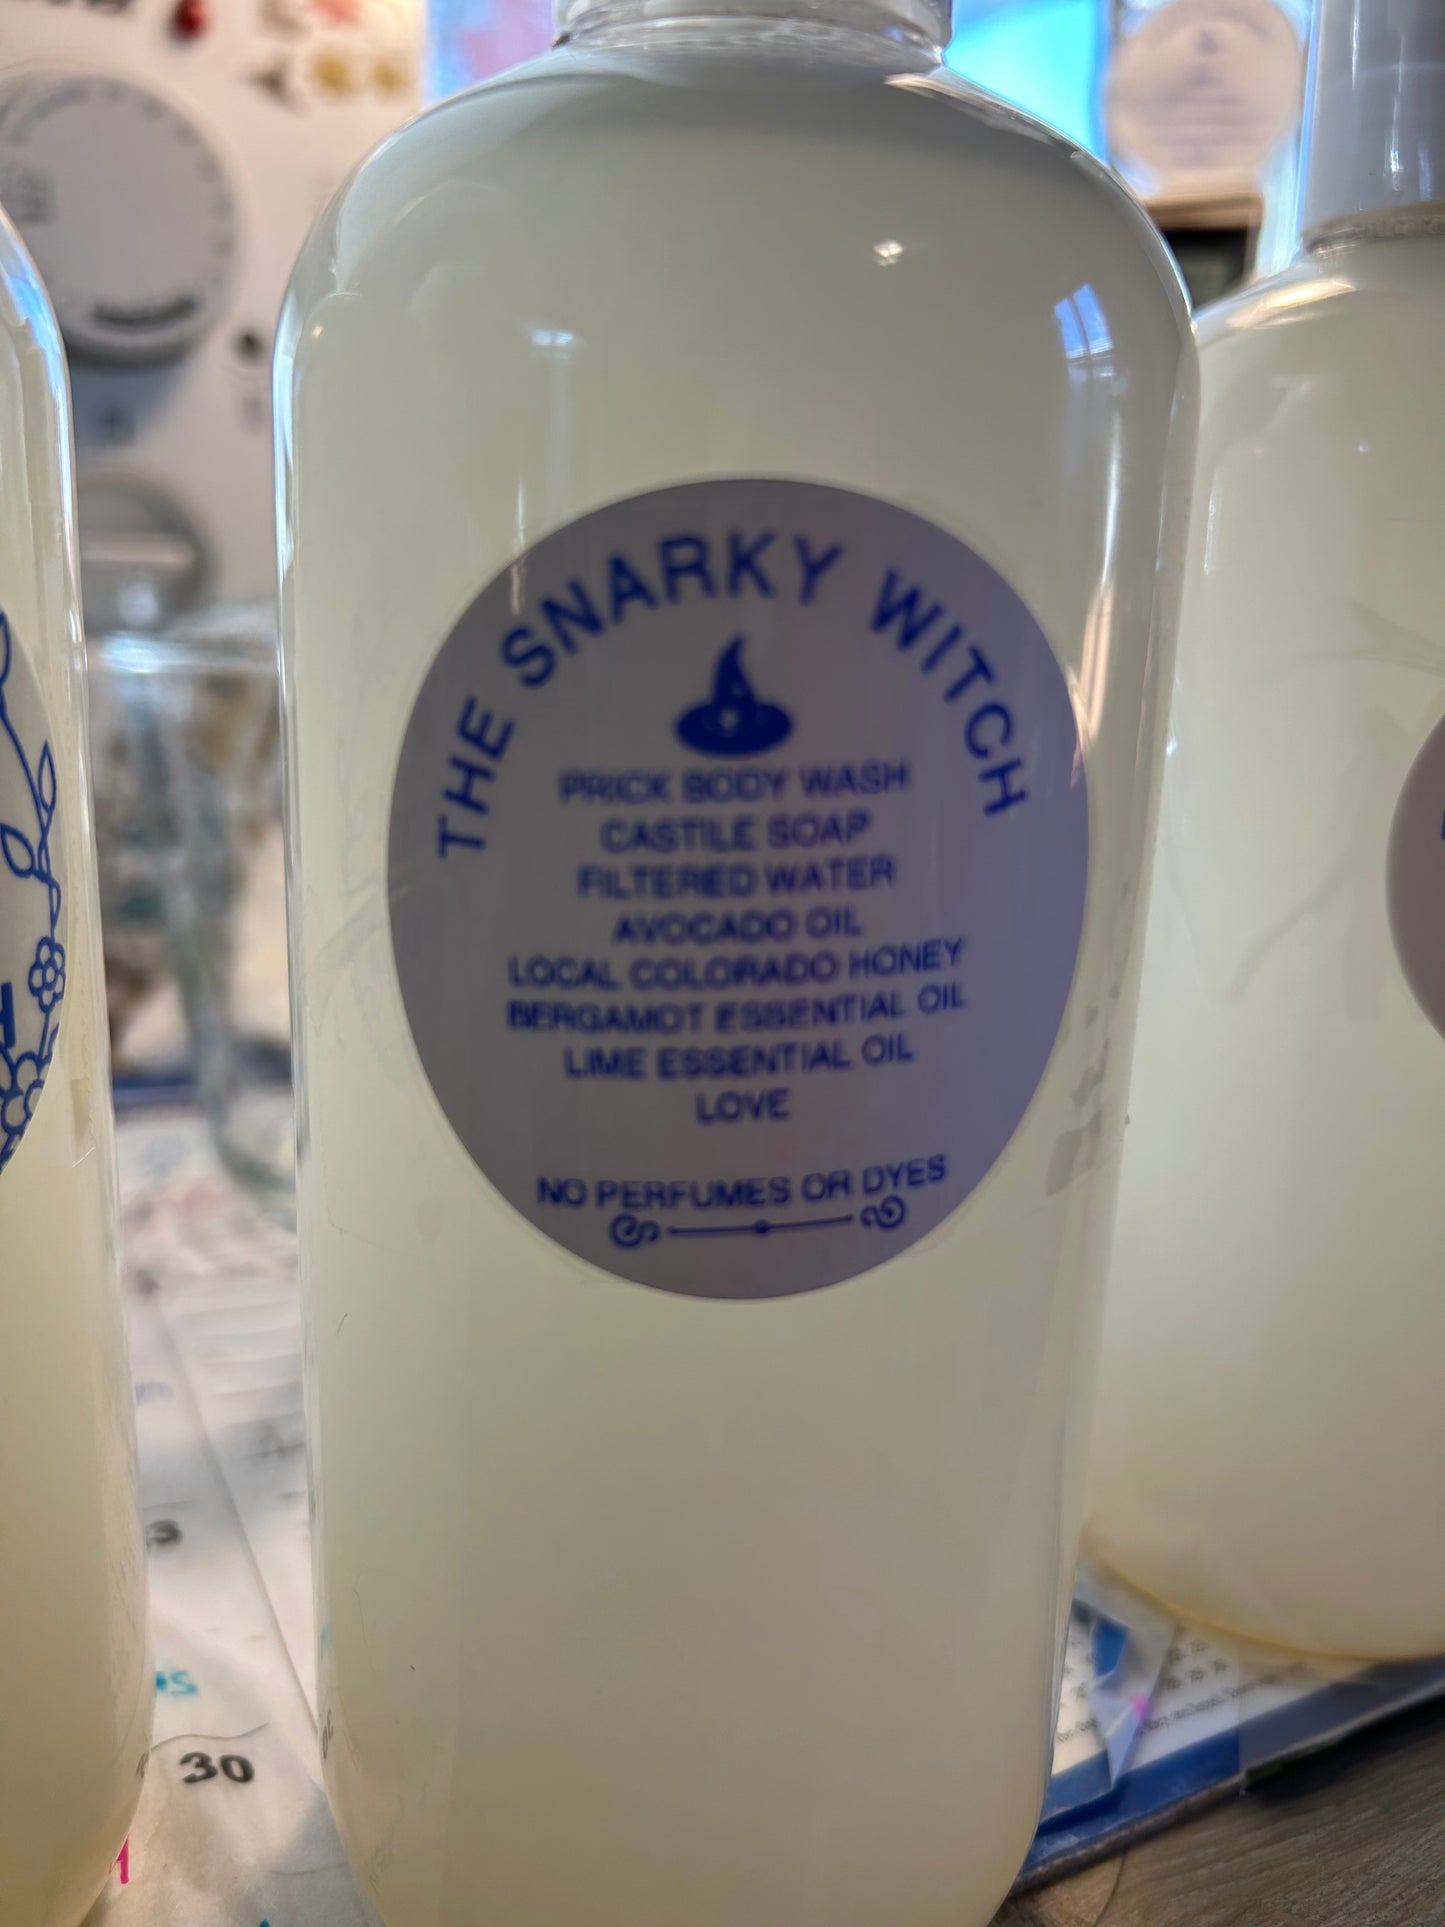 THE SNARKY WITCH
PRICK BODY WASH
CASTILE SOAP
FILTERED WATER
AVOCADO OIL
LOCAL COLORADO HONEY
BERGAMOT ESSENTIAL OIL
LIME ESSENTIAL OIL
LOVE
NO PERFUMES OR DYES
30